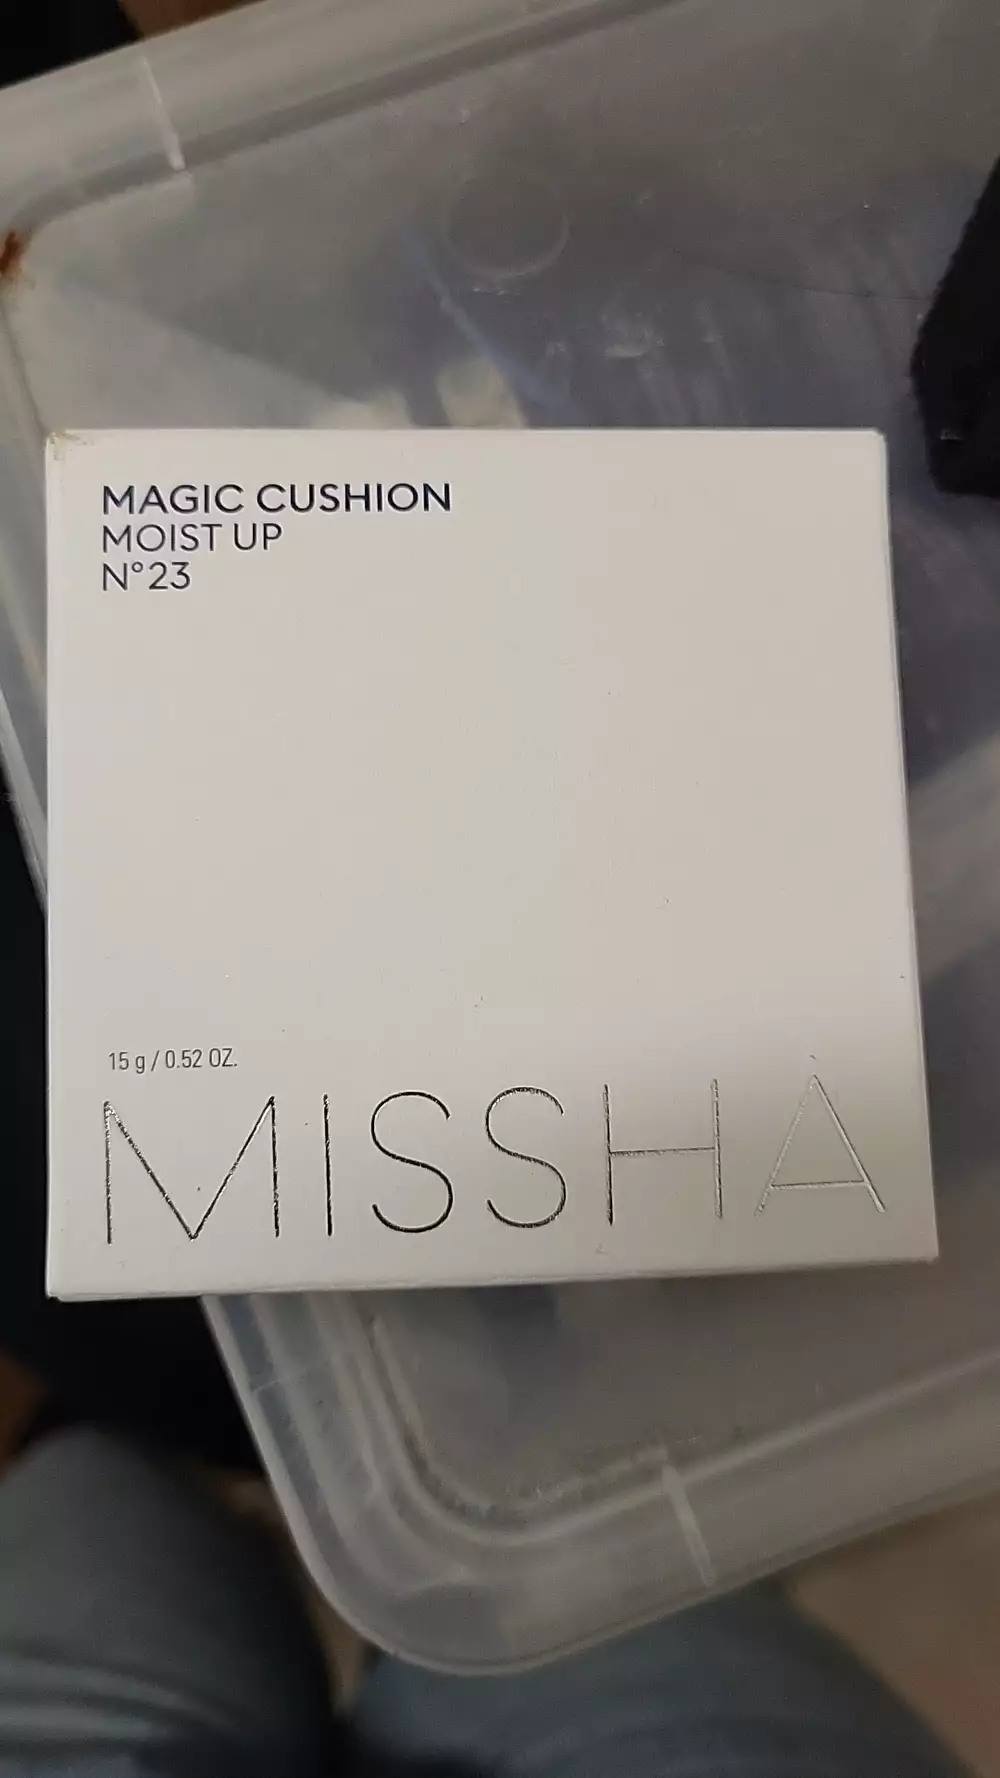 MAGIC CUSHION
MOIST UP
N°23
15 g / 0.52 OZ.
MISSHA